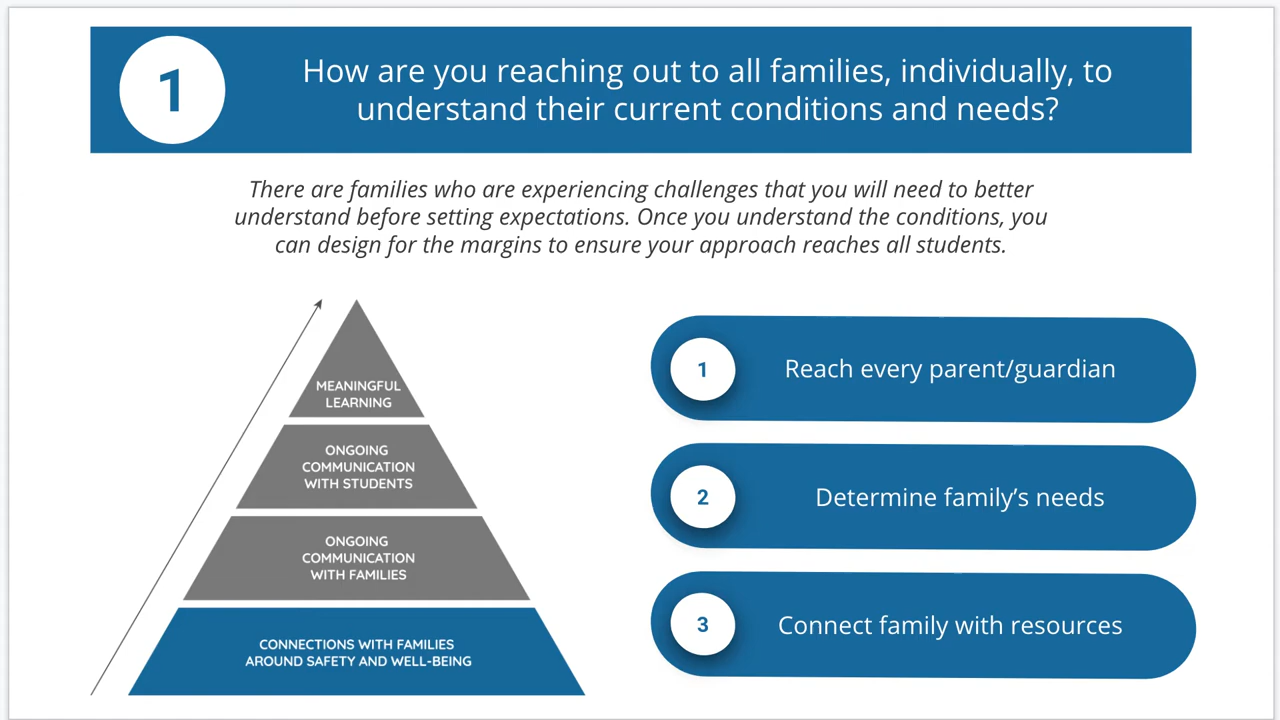 1
How are you reaching out to all families, individually, to
understand their current conditions and needs?
There are families who are experiencing challenges that you will need to better
understand before setting expectations. Once you understand the conditions, you
can design for the margins to ensure your approach reaches all students.
MEANINGFUL
LEARNING
ONGOING
COMMUNICATION
WITH STUDENTS
ONGOING
COMMUNICATION
WITH FAMILIES
CONNECTIONS WITH FAMILIES
AROUND SAFETY AND WELL-BEING
1 Reach every parent/guardian
2 Determine family’s needs
3 Connect family with resources